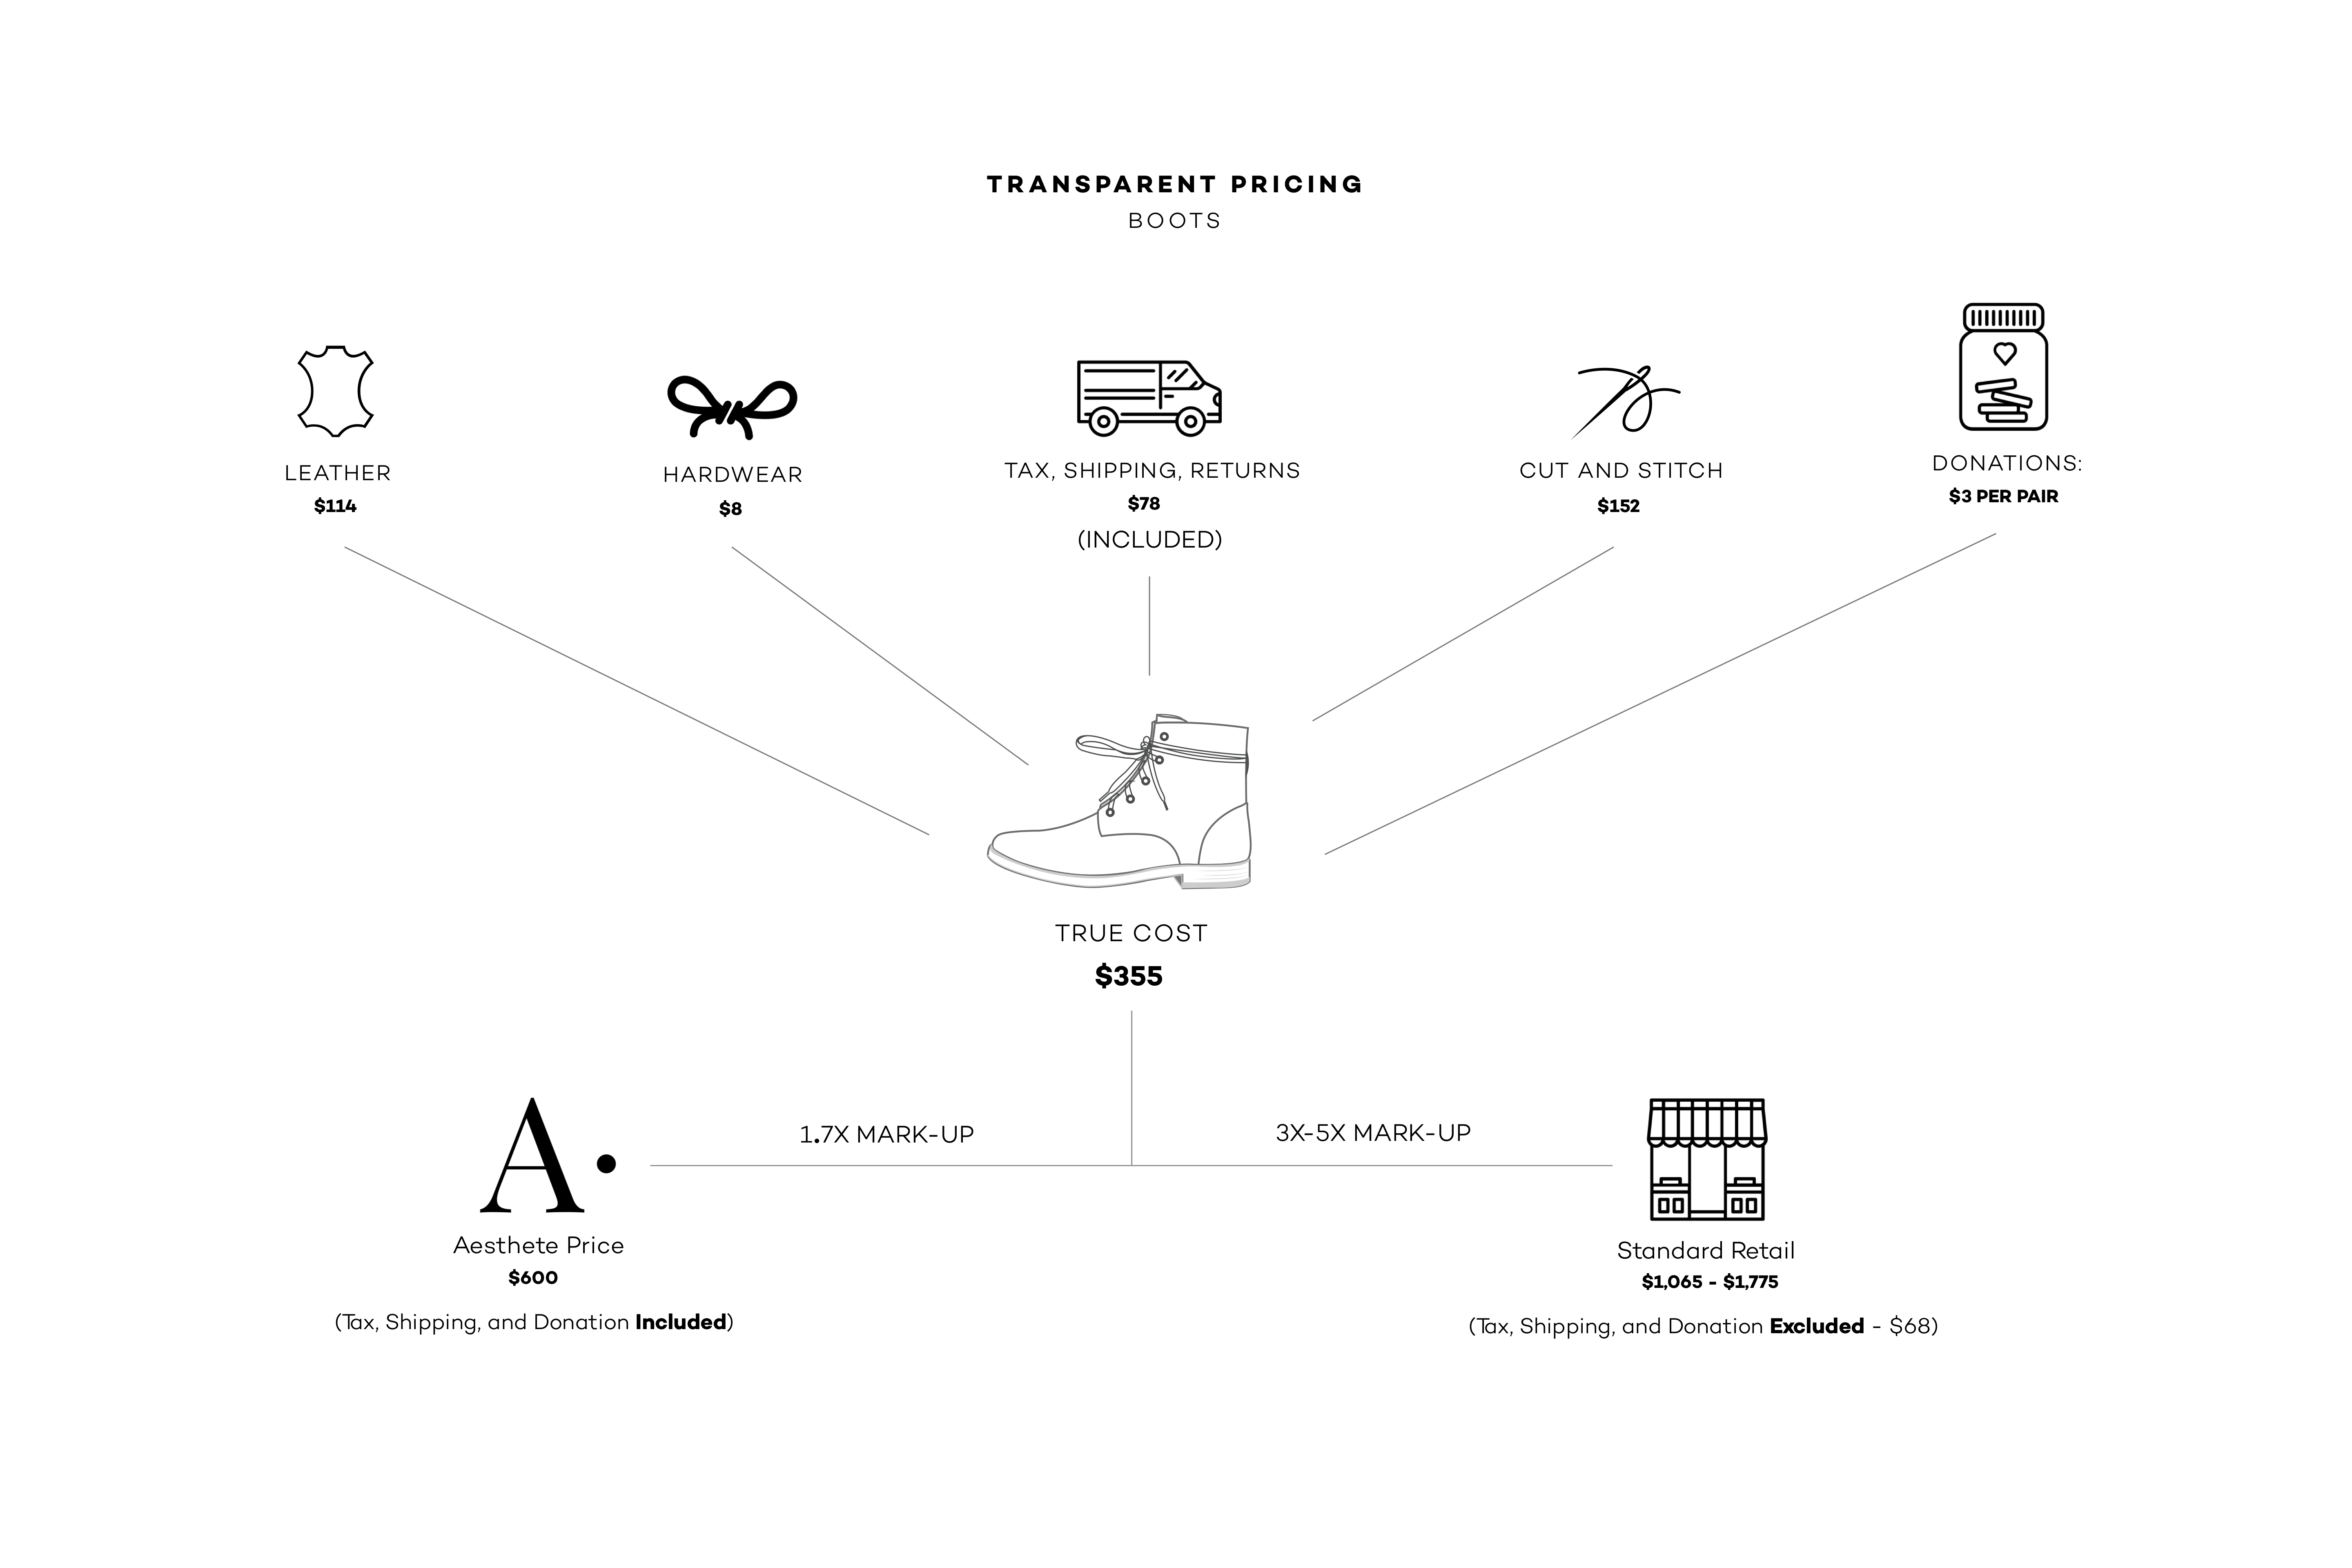 TRANSPARENT PRICING
BOOTS
LEATHER
$114
HARDWEAR
$8
TAX, SHIPPING, RETURNS
$78
(INCLUDED)
CUT AND STITCH
$152
DONATIONS:
$3 PER PAIR
TRUE COST
$355
1.7X MARK-UP
3X-5X MARK-UP
A.
Aesthete Price
$600
(Tax, Shipping, and Donation Included)
Standard Retail
$1,065 - $1,775
(Tax, Shipping, and Donation Excluded - $68)